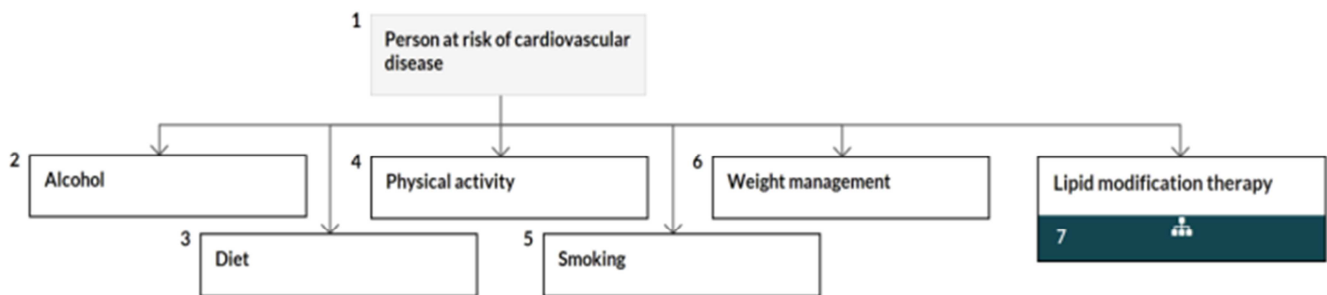 1
Person at risk of cardiovascular
disease
2
Alcohol
3
Diet
4
Physical activity
5
Smoking
6
Weight management
Lipid modification therapy
7